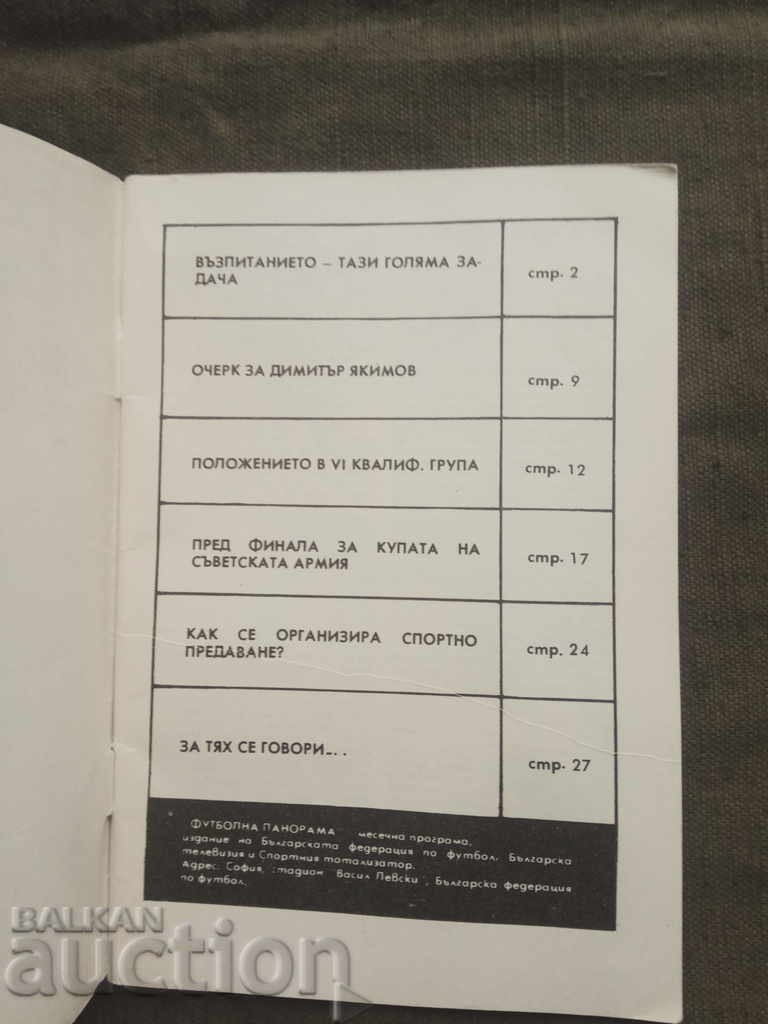 ВЪЗПИТАНИЕТО – ТАЗИ ГОЛЯМА ЗА-
ДАЧА
стр. 2
ОЧЕРК ЗА ДИМИТЪР ЯКИМОВ
стр. 9
ПОЛОЖЕНИЕТО В VI КВАЛИФ. ГРУПА
стр. 12
ПРЕД ФИНАЛА ЗА КУПАТА НА
СЪВЕТСКАТА АРМИЯ
стр. 17
КАК СЕ ОРГАНИЗИРА СПОРТНО
ПРЕДАВАНЕ?
стр. 24
ЗА ТЯХ СЕ ГОВОРИ...
стр. 27
"ФУТБОЛНА ПАНОРАМА" месечна програма,
издание на Българската федерация по футбол, Българска
телевизия и Спортния тотализатор.
Адрес: София, стадион "Васил Левски", Българска федерация
по футбол.
BALKAN
auction